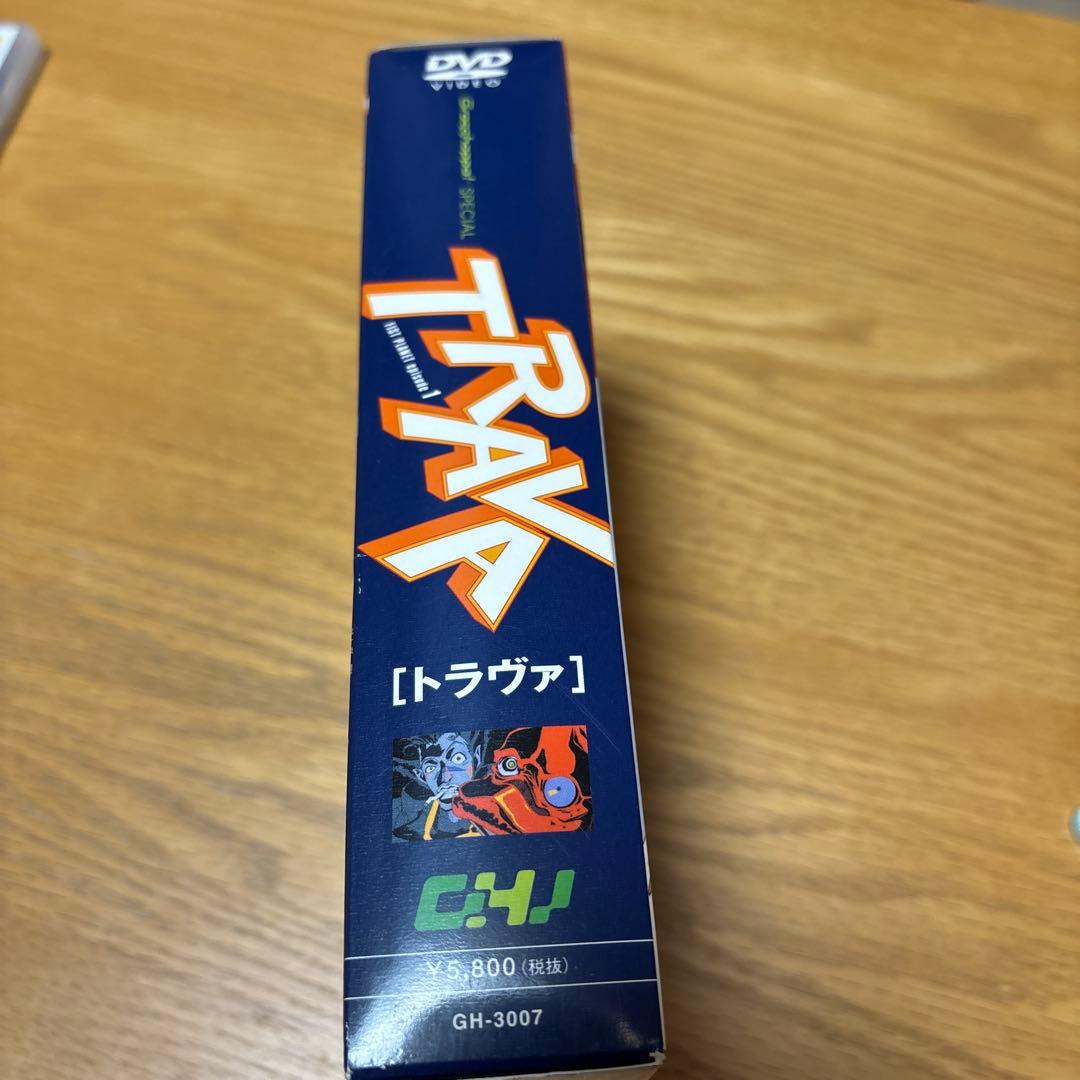 DVD
VIDEO
Grasshoppa! SPECIAL
TRAVA
FIST PLANET episode 1
[トラヴァ]
¥5,800(税抜)
GH-3007